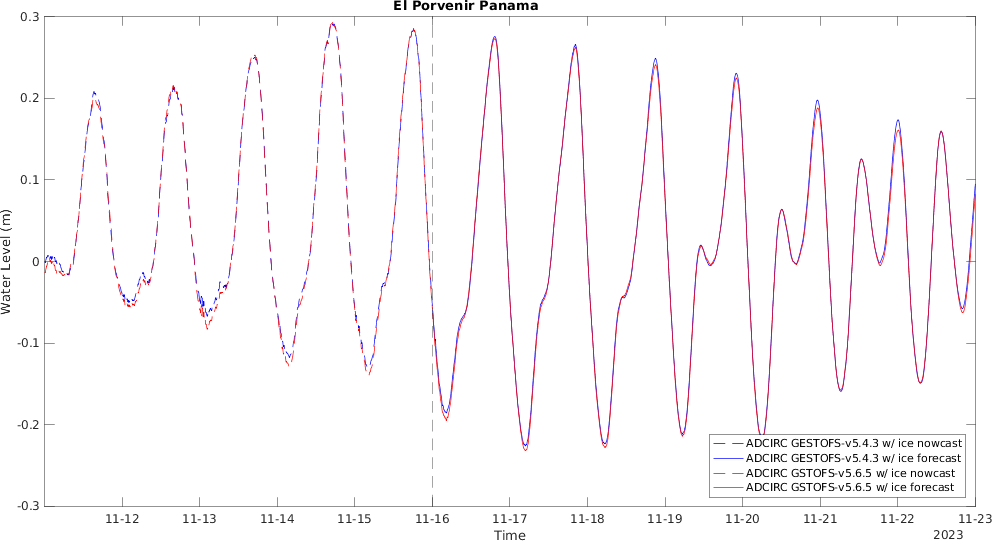 El Porvenir Panama
0.3
0.2
0.1
0
-0.1
-0.2
-0.3
Water Level (m)
11-12
11-13
11-14
11-15
11-16
11-17
11-18
11-19
11-20
11-21
11-22
11-23
Time
2023
ADCIRC GESTOFS-v5.4.3 w/ ice nowcast
ADCIRC GESTOFS-v5.4.3 w/ ice forecast
ADCIRC GSTOFS-v5.6.5 w/ ice nowcast
ADCIRC GSTOFS-v5.6.5 w/ ice forecast